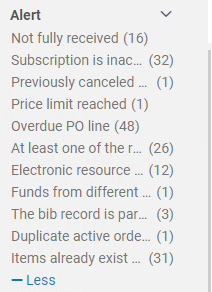 Alert
Not fully received (16)
Subscription is inac... (32)
Previously canceled ... (1)
Price limit reached (1)
Overdue PO line (48)
At least one of the r... (26)
Electronic resource ... (12)
Funds from different ... (1)
The bib record is par... (3)
Duplicate active orde... (1)
Items already exist ... (31)
Less